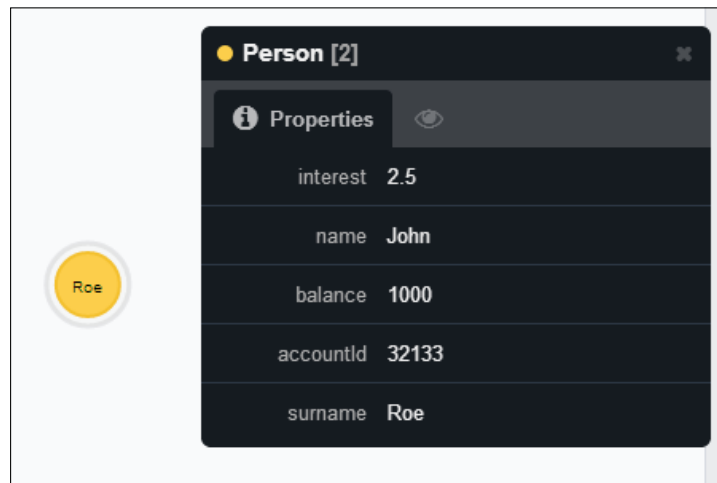 Person [2]
Properties
interest 2.5
name John
Roe
balance 1000
accountId 32133
surname Roe